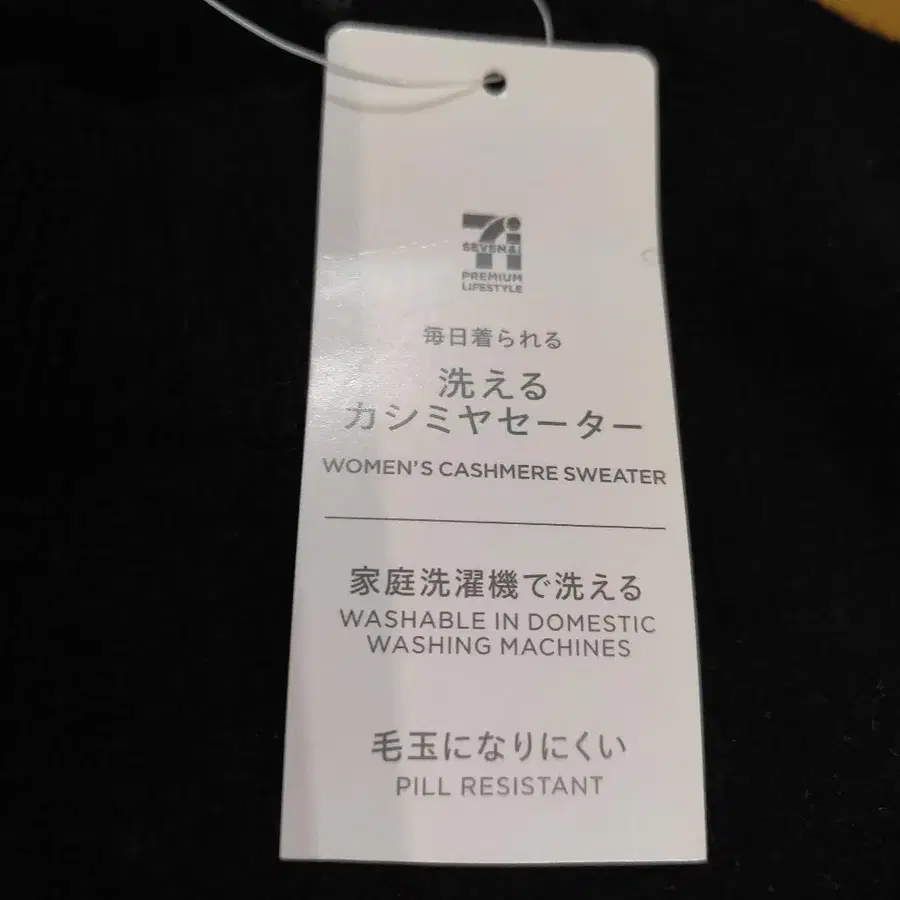 7i
SEVEN&i
PREMIUM
LIFESTYLE
毎日着られる
洗える
カシミヤセーター
WOMEN'S CASHMERE SWEATER
家庭洗濯機で洗える
WASHABLE IN DOMESTIC
WASHING MACHINES
毛玉になりにくい
PILL RESISTANT